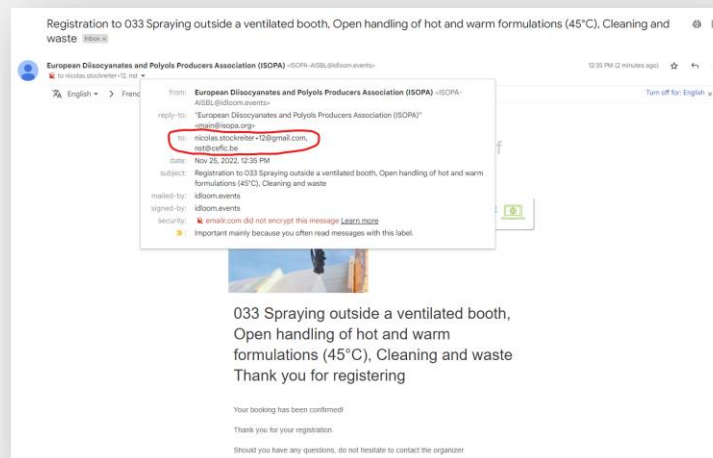 Registration to 033 Spraying outside a ventilated booth, Open handling of hot and warm formulations (45°C), Cleaning and
waste Inbox x
European Diisocyanates and Polyols Producers Association (ISOPA) <ISOPA-AISBL@idloom.events>
12:35 PM (2 minutes ago)
to nicolas.stockreiter+12, nst
English
Frenc
Turn off for: English x
from: European Diisocyanates and Polyols Producers Association (ISOPA) <ISOPA-
AISBL@idloom.events>
reply-to: "European Diisocyanates and Polyols Producers Association (ISOPA)"
<main@isopa.org>
to: nicolas.stockreiter+12@gmail.com,
nst@cefic.be
date: Nov 25, 2022, 12:35 PM
subject: Registration to 033 Spraying outside a ventilated booth, Open handling of hot and warm
formulations (45°C), Cleaning and waste
mailed-by: idloom.events
signed-by: idloom.events
security: emailr.com did not encrypt this message Learn more
Important mainly because you often read messages with this label.
033 Spraying outside a ventilated booth,
Open handling of hot and warm
formulations (45°C), Cleaning and waste
Thank you for registering
Your booking has been confirmed!
Thank you for your registration.
Should you have any questions, do not hesitate to contact the organizer.